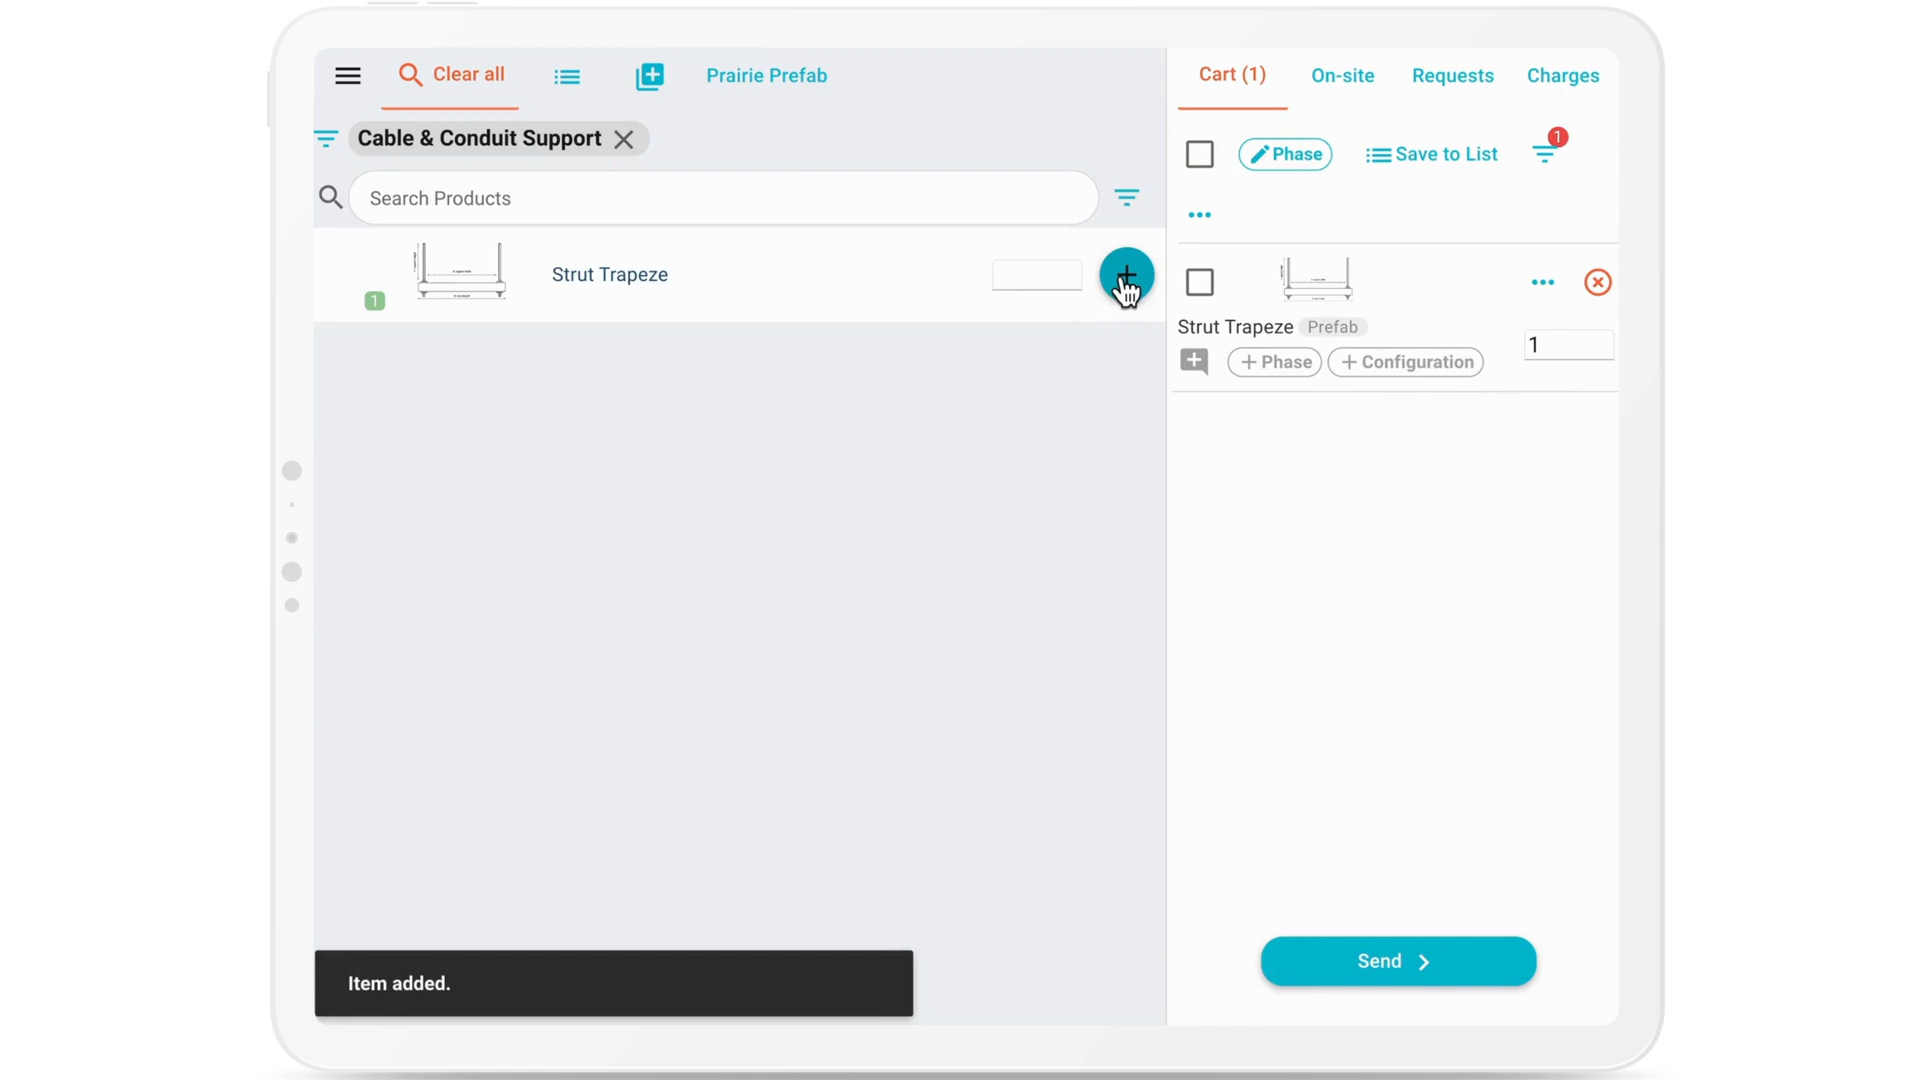 Clear all
Prairie Prefab
Cable & Conduit Support
Search Products
Strut Trapeze
1
Item added.
Cart (1)
On-site
Requests
Charges
Phase
Save to List
1
Strut Trapeze Prefab
1
+ Phase
+ Configuration
Send